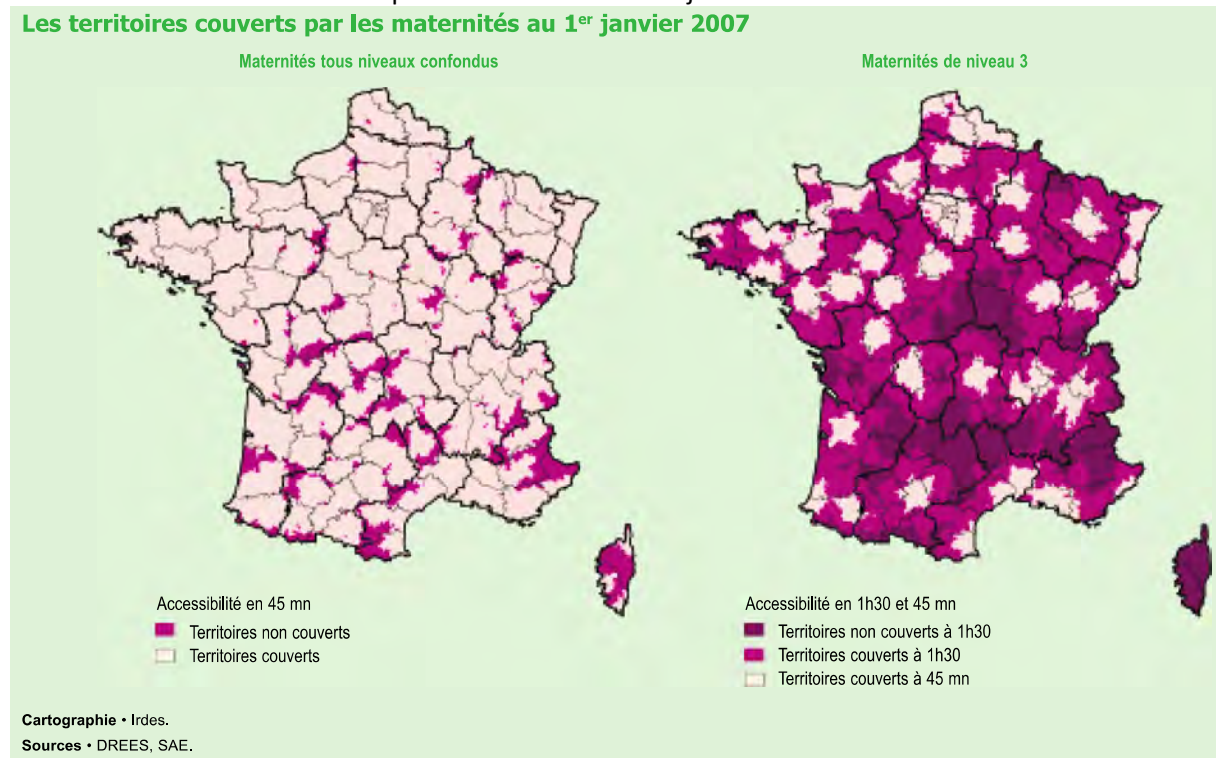 Les territoires couverts par les maternités au 1er janvier 2007
Maternités tous niveaux confondus
Maternités de niveau 3
Accessibilité en 45 mn
Territoires non couverts
Territoires couverts
Accessibilité en 1h30 et 45 mn
Territoires non couverts à 1h30
Territoires couverts à 1h30
Territoires couverts à 45 mn
Cartographie • Irdes.
Sources • DREES, SAE.